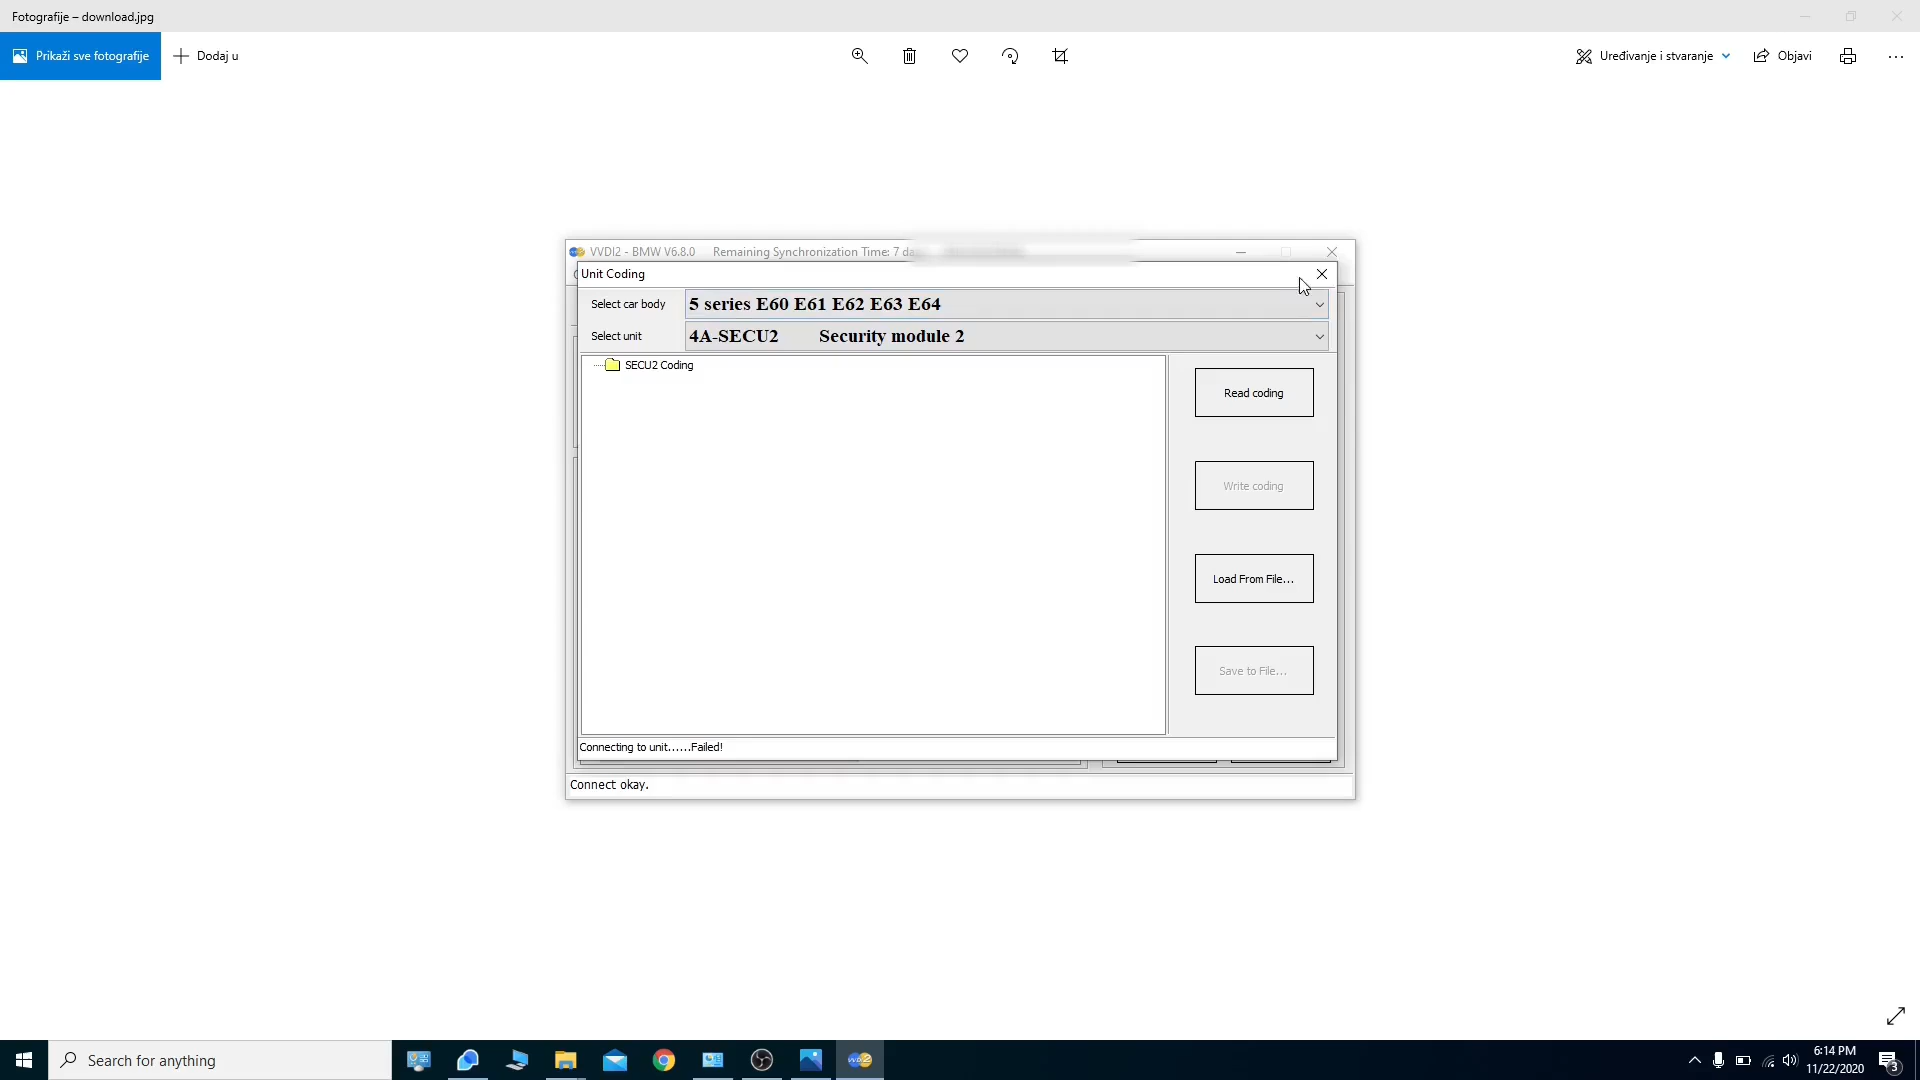 Fotografije – download.jpg
Prikaži sve fotografije
Dodaj u
Uređivanje i stvaranje
Objavi
VVDI2 - BMW V6.8.0 Remaining Synchronization Time: 7
Unit Coding
Select car body
5 series E60 E61 E62 E63 E64
Select unit
4A-SECU2 Security module 2
SECU2 Coding
Read coding
Write coding
Load From File...
Save to File...
Connecting to unit......Failed!
Connect okay.
Search for anything
6:14 PM
11/22/2020
3